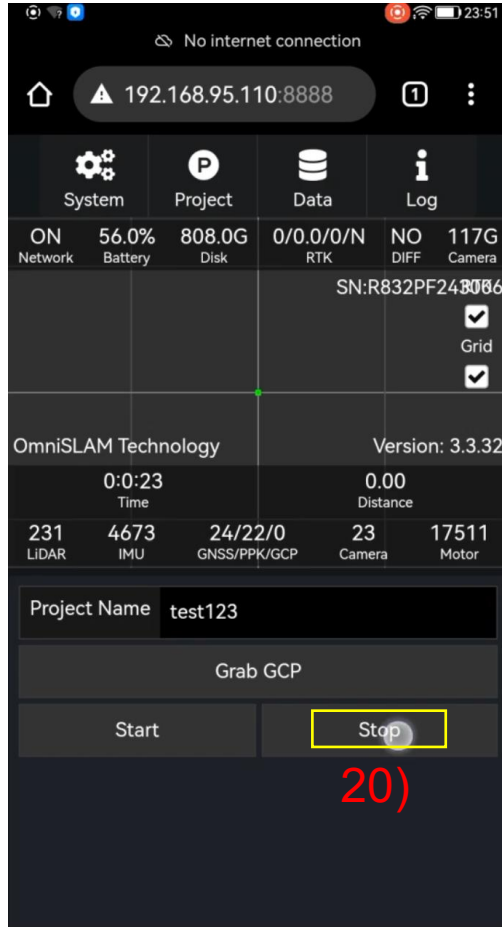 23:51
No internet connection
192.168.95.110:8888 1
P
System Project Data Log
ON 56.0% 808.0G 0/0.0/0/N NO 117G
Network Battery Disk RTK DIFF Camera
SN:R832PF243006
RTK
Grid
OmniSLAM Technology Version: 3.3.32
0:0:23 0.00
Time Distance
231 4673 24/22/0 23 17511
LiDAR IMU GNSS/PPK/GCP Camera Motor
Project Name test123
Grab GCP
Start Stop
20)